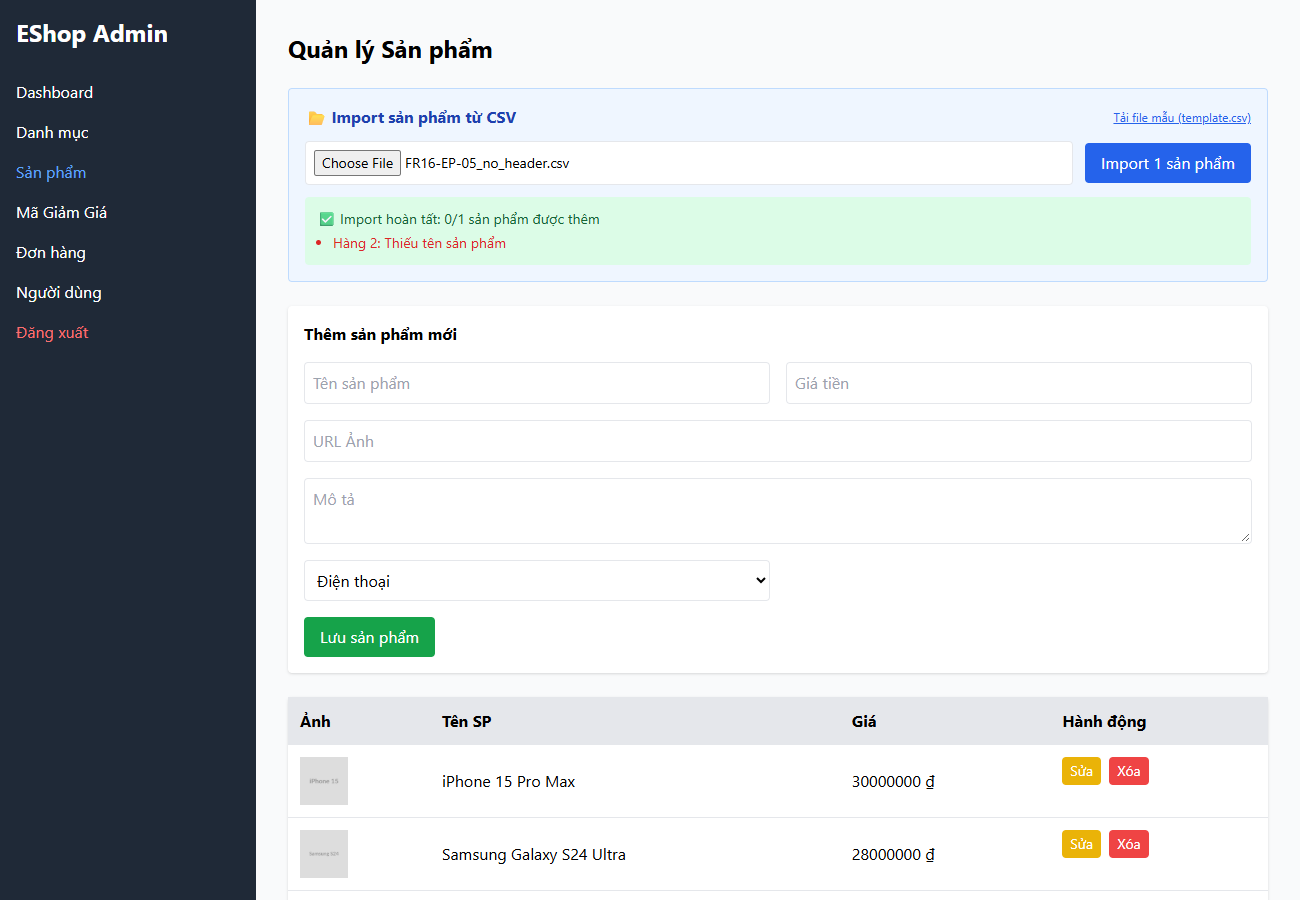 EShop Admin
Dashboard
Danh mục
Sản phẩm
Mã Giảm Giá
Đơn hàng
Người dùng
Đăng xuất
Quản lý Sản phẩm
Import sản phẩm từ CSV
Tải file mẫu (template.csv)
Choose File FR16-EP-05_no_header.csv
Import 1 sản phẩm
Import hoàn tất: 0/1 sản phẩm được thêm
Hàng 2: Thiếu tên sản phẩm
Thêm sản phẩm mới
Tên sản phẩm
Giá tiền
URL Ảnh
Mô tả
Điện thoại
Lưu sản phẩm
Ảnh Tên SP Giá Hành động
iPhone 15 iPhone 15 Pro Max 30000000 ₫ Sửa Xóa
Samsung S24 Samsung Galaxy S24 Ultra 28000000 ₫ Sửa Xóa